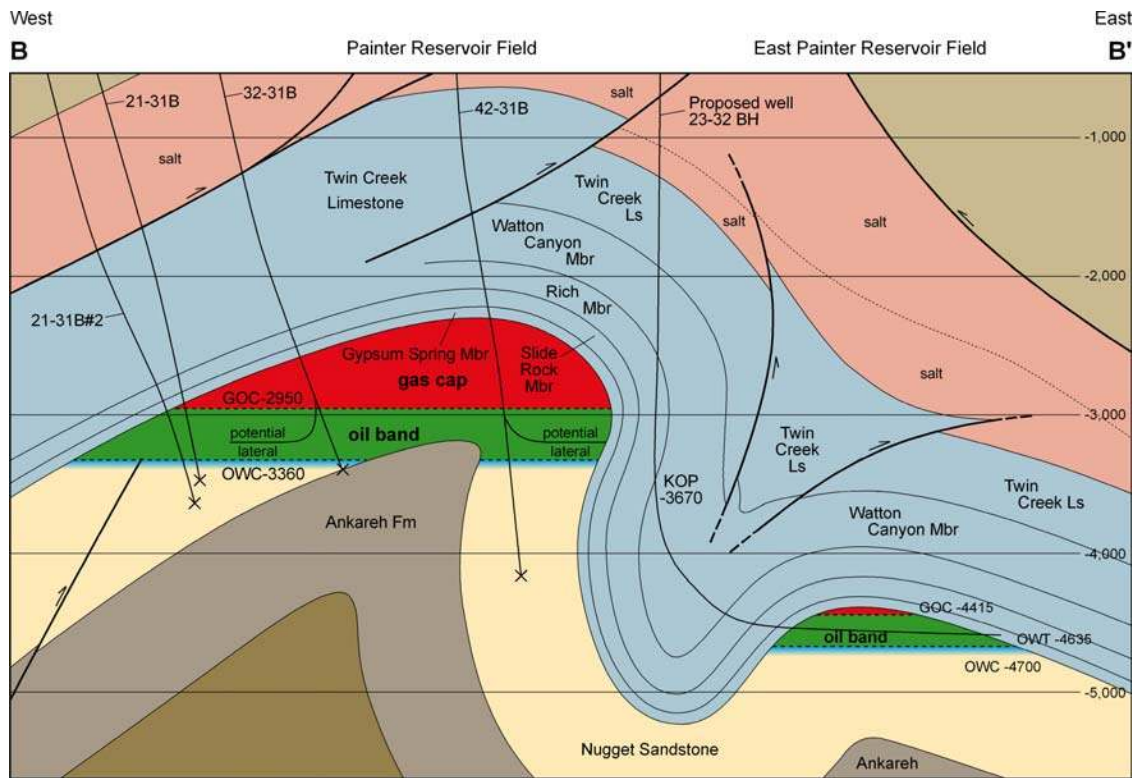 West
East
B
Painter Reservoir Field
East Painter Reservoir Field
B'
21-31B
32-31B
42-31B
salt
Proposed well
23-32 BH
-1,000
salt
Twin Creek
Limestone
Twin
Creek
Ls
salt
salt
Watton
Canyon
Mbr
-2,000
Rich
Mbr
21-31B#2
Gypsum Spring Mbr
gas cap
Slide
Rock
Mbr
salt
GOC-2950
-3,000
potential
lateral
oil band
potential
lateral
OWC-3360
KOP
-3670
Twin
Creek
Ls
Twin
Creek Ls
Ankareh Fm
Watton
Canyon Mbr
-4,000
GOC -4415
oil band
OWT -4635
OWC -4700
-5,000
Nugget Sandstone
Ankareh